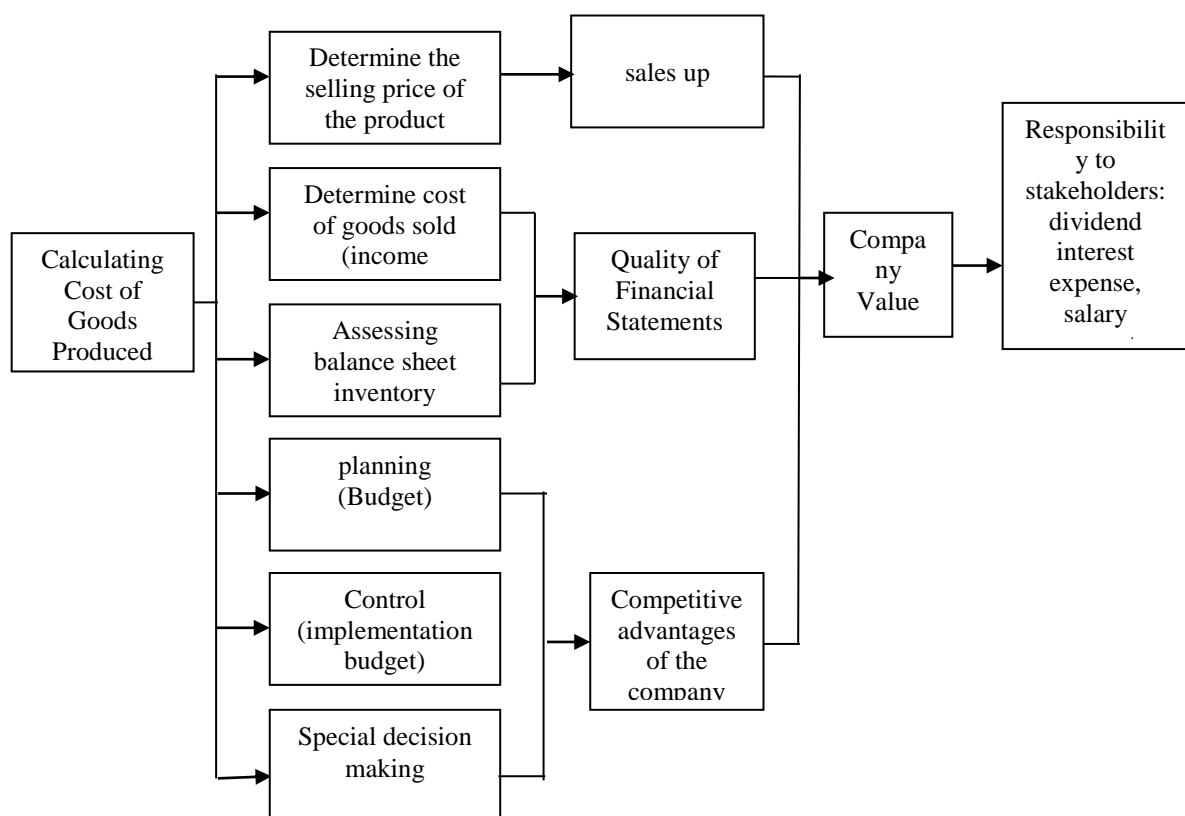 Determine the
selling price of
the product
sales up
Responsibilit
y to
stakeholders:
dividend
interest
expense,
salary
Determine cost
of goods sold
(income
Calculating
Cost of
Goods
Produced
Quality of
Financial
Statements
Compa
ny
Value
Assessing
balance sheet
inventory
planning
(Budget)
Control
(implementation
budget)
Competitive
advantages
of the
company
Special decision
making